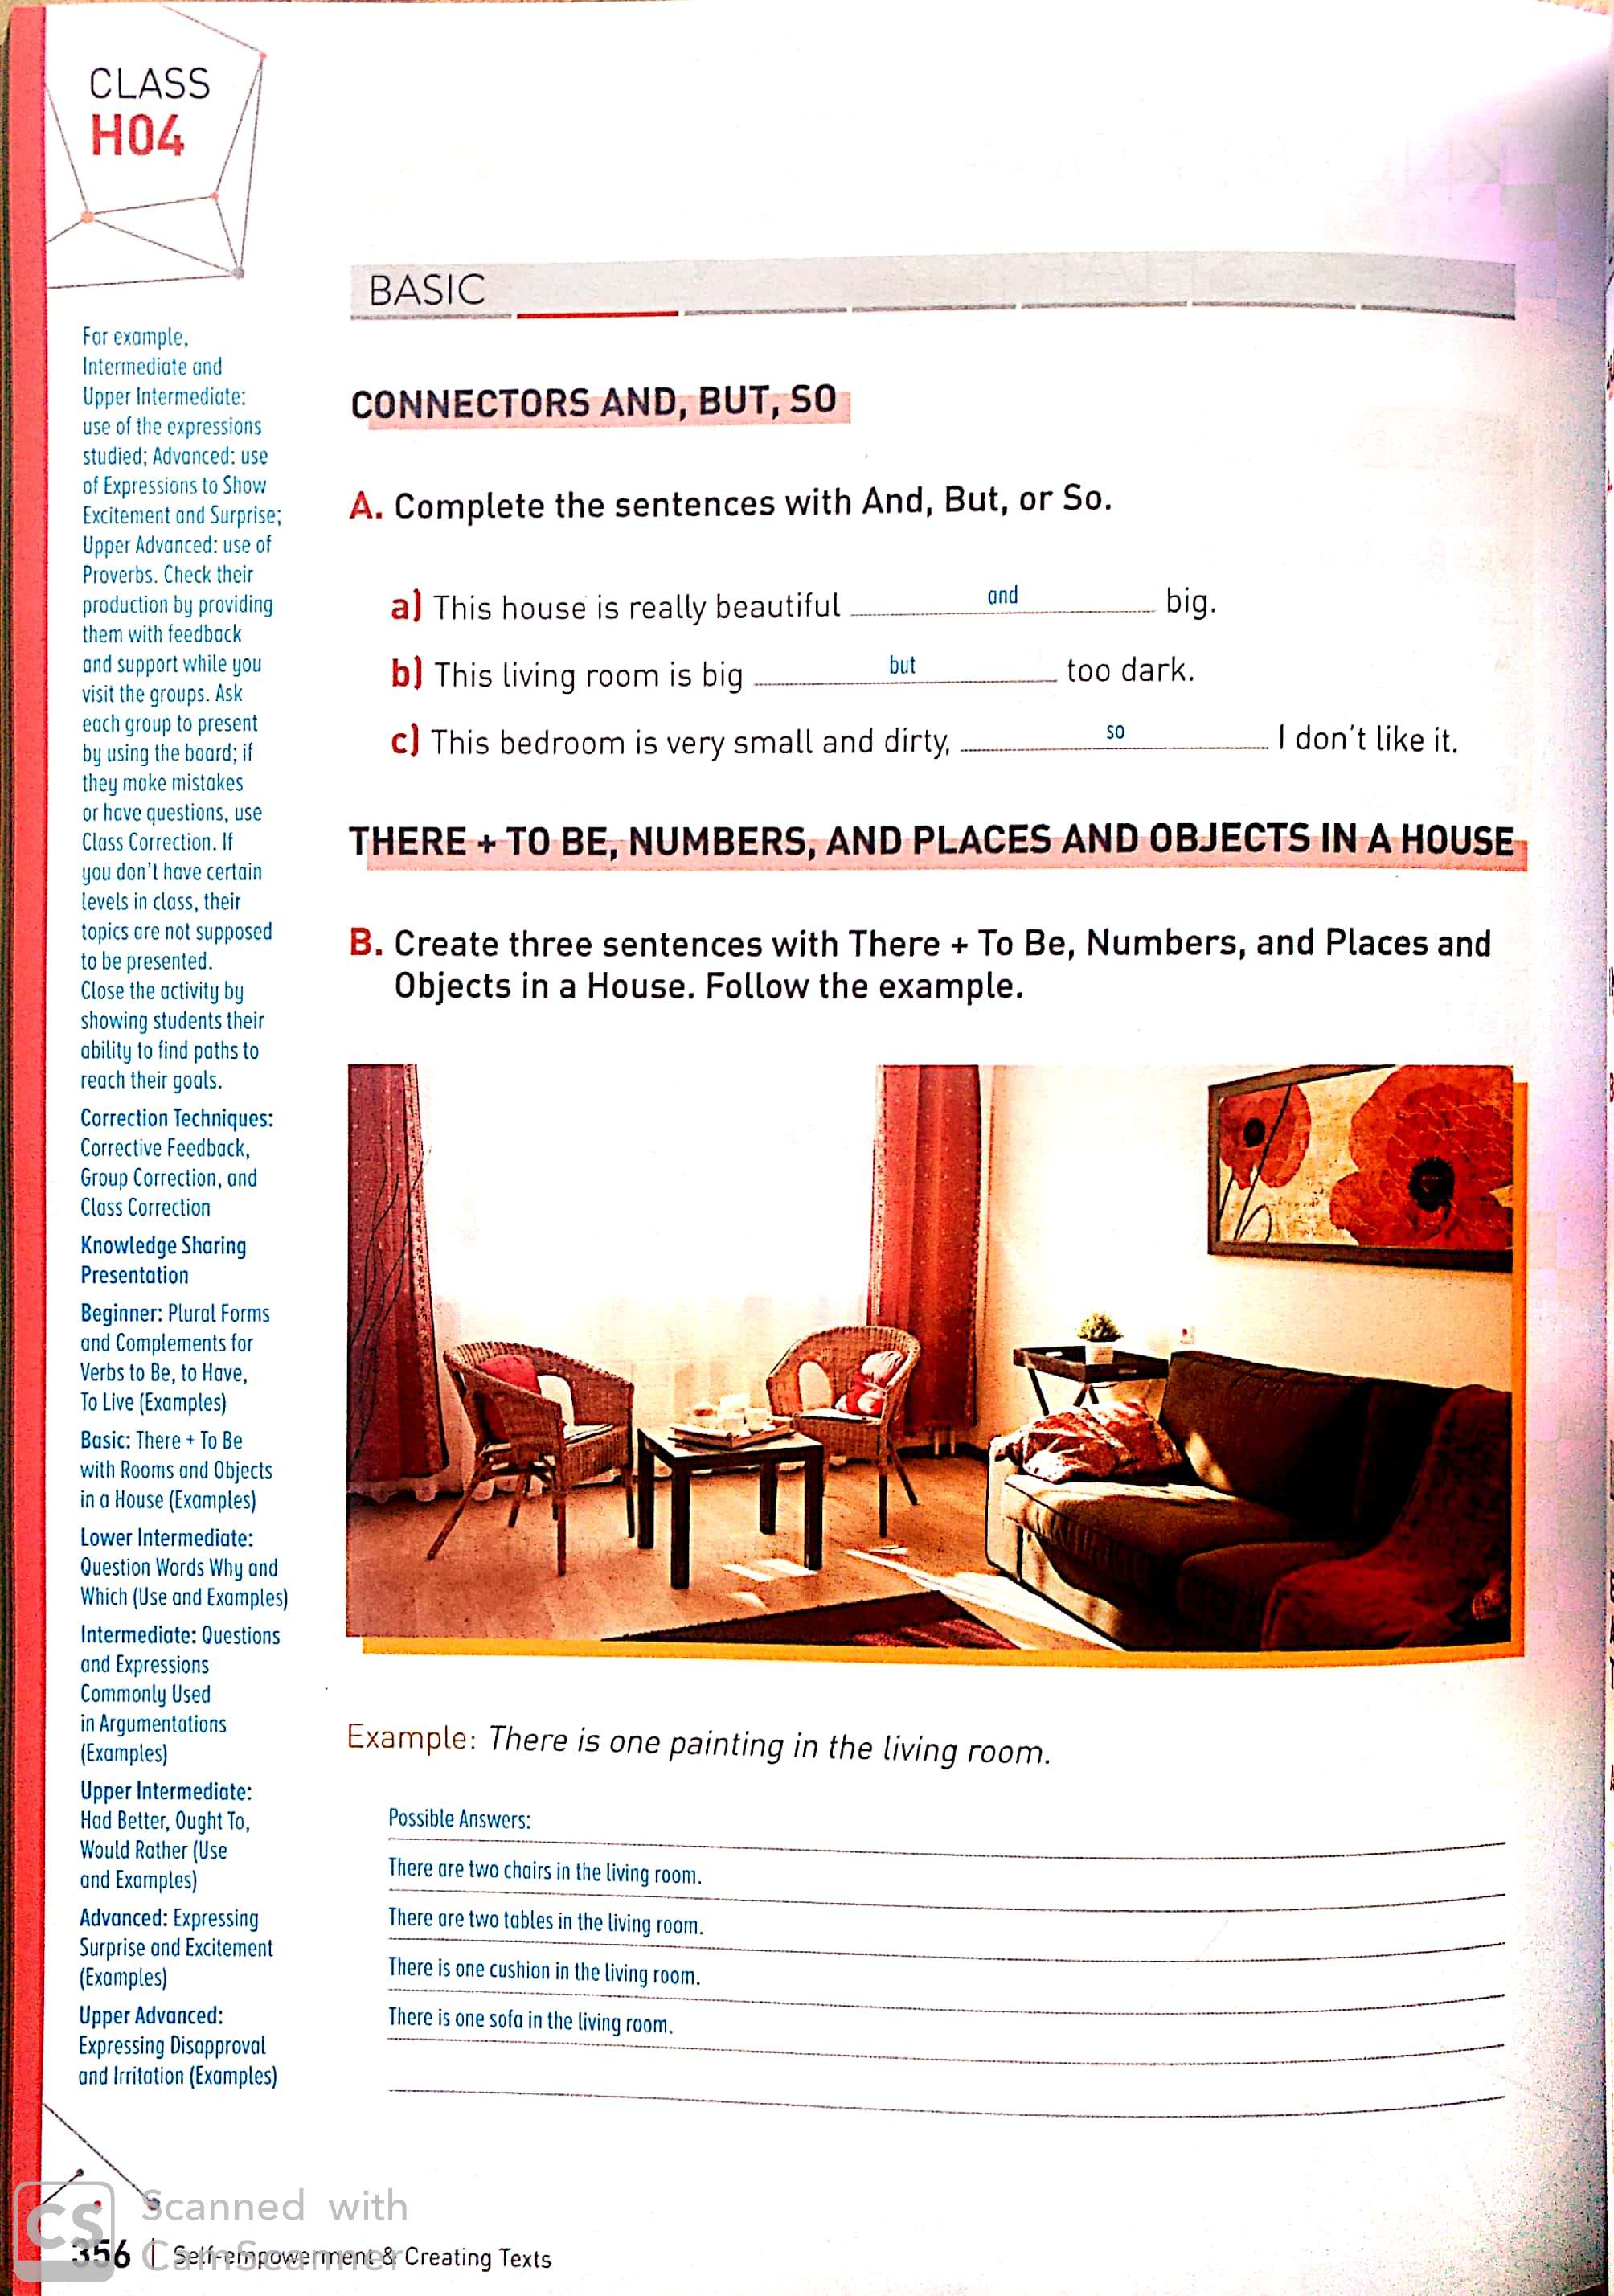 CLASS
H04
For example,
Intermediate and
Upper Intermediate:
use of the expressions
studied; Advanced: use
of Expressions to Show
Excitement and Surprise;
Upper Advanced: use of
Proverbs. Check their
production by providing
them with feedback
and support while you
visit the groups. Ask
each group to present
by using the board; if
they make mistakes
or have questions, use
Class Correction. If
you don't have certain
levels in class, their
topics are not supposed
to be presented.
Close the activity by
showing students their
ability to find paths to
reach their goals.
Correction Techniques:
Corrective Feedback,
Group Correction, and
Class Correction
Knowledge Sharing
Presentation
Beginner: Plural Forms
and Complements for
Verbs to Be, to Have,
To Live (Examples)
Basic: There + To Be
with Rooms and Objects
in a House (Examples)
Lower Intermediate:
Question Words Why and
Which (Use and Examples)
Intermediate: Questions
and Expressions
Commonly Used
in Argumentations
(Examples)
Upper Intermediate:
Had Better, Ought To,
Would Rather (Use
and Examples)
Advanced: Expressing
Surprise and Excitement
(Examples)
Upper Advanced:
Expressing Disapproval
and Irritation (Examples)
BASIC
CONNECTORS AND, BUT, SO
A. Complete the sentences with And, But, or So.
a) This house is really beautiful and big.
b) This living room is big but too dark.
c) This bedroom is very small and dirty, so I don't like it.
THERE + TO BE, NUMBERS, AND PLACES AND OBJECTS IN A HOUSE
B. Create three sentences with There + To Be, Numbers, and Places and
Objects in a House. Follow the example.
Example: There is one painting in the living room.
Possible Answers:
There are two chairs in the living room.
There are two tables in the living room.
There is one cushion in the living room.
There is one sofa in the living room.
CS Scanned with
CamScanner
356 | Self-empowerment & Creating Texts